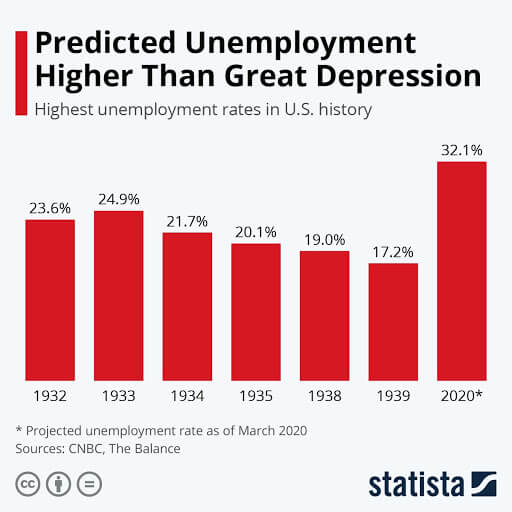 Predicted Unemployment
Higher Than Great Depression
Highest unemployment rates in U.S. history
32.1%
23.6%
24.9%
21.7%
20.1%
19.0%
17.2%
1932 1933 1934 1935 1938 1939 2020*
* Projected unemployment rate as of March 2020
Sources: CNBC, The Balance
cc
statista